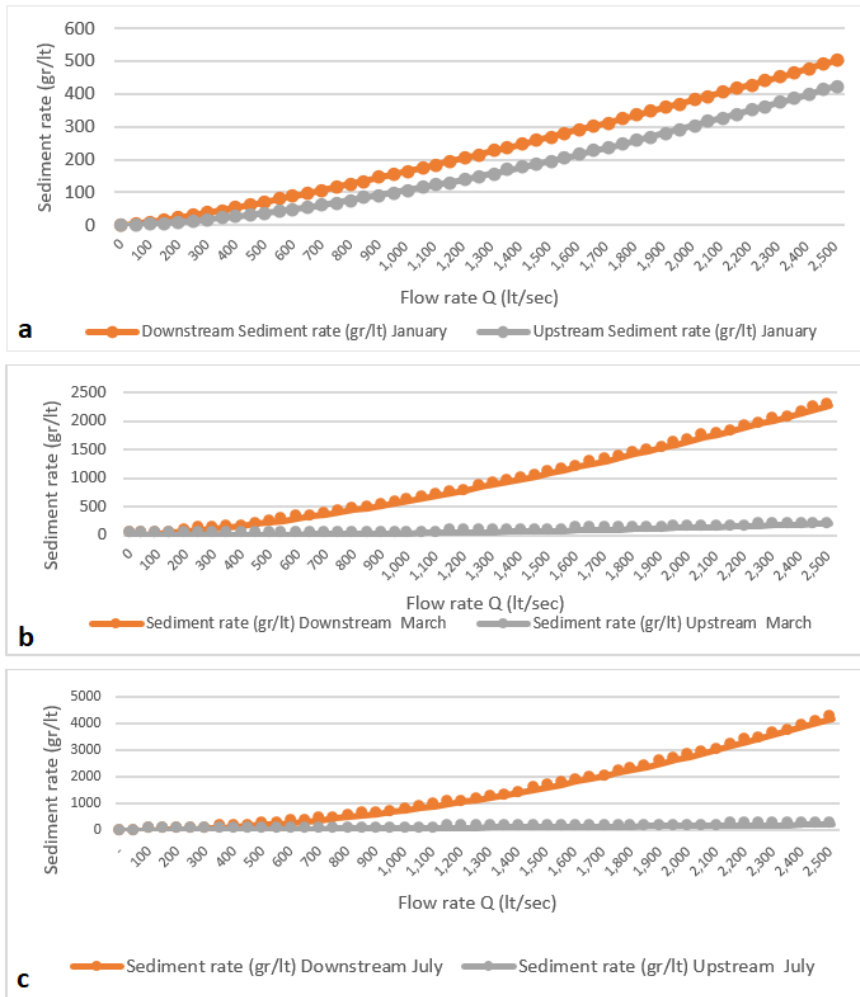 600
500
400
300
200
100
0
Sediment rate (gr/lt)
0 100 200 300 400 500 600 700 800 900 1,000 1,100 1,200 1,300 1,400 1,500 1,600 1,700 1,800 1,900 2,000 2,100 2,200 2,300 2,400 2,500
Flow rate Q (lt/sec)
a
Downstream Sediment rate (gr/lt) January Upstream Sediment rate (gr/lt) January
2500
2000
1500
1000
500
0
Sediment rate (gr/lt)
0 100 200 300 400 500 600 700 800 900 1,000 1,100 1,200 1,300 1,400 1,500 1,600 1,700 1,800 1,900 2,000 2,100 2,200 2,300 2,400 2,500
Flow rate Q (lt/sec)
b
Sediment rate (gr/lt) Downstream March Sediment rate (gr/lt) Upstream March
5000
4000
3000
2000
1000
0
Sediment rate (gr/lt)
- 100 200 300 400 500 600 700 800 900 1,000 1,100 1,200 1,300 1,400 1,500 1,600 1,700 1,800 1,900 2,000 2,100 2,200 2,300 2,400 2,500
Flow rate Q (lt/sec)
c
Sediment rate (gr/lt) Downstream July Sediment rate (gr/lt) Upstream July